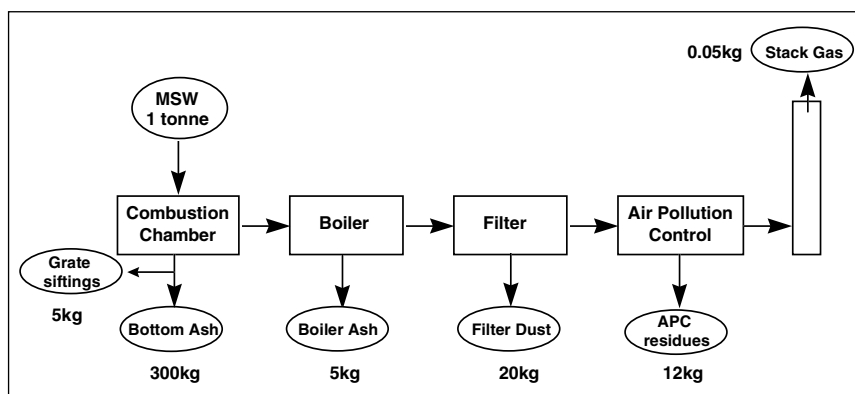 0.05kg
Stack Gas
MSW
1 tonne
Combustion
Chamber
Boiler
Filter
Air Pollution
Control
Grate
siftings
5kg
Bottom Ash
300kg
Boiler Ash
5kg
Filter Dust
20kg
APC
residues
12kg